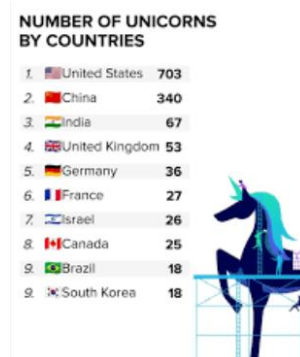 NUMBER OF UNICORNS
BY COUNTRIES
1. United States 703
2. China 340
3. India 67
4. United Kingdom 53
5. Germany 36
6. France 27
7. Israel 26
8. Canada 25
9. Brazil 18
9. South Korea 18